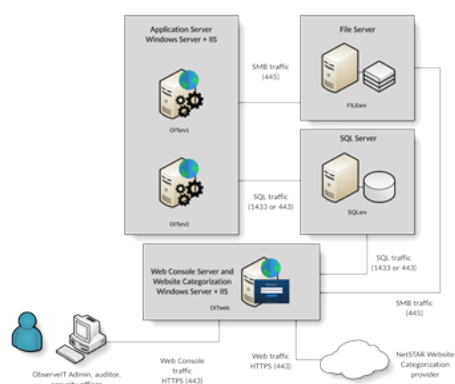 Application Server
Windows Server + IIS
OITsrv1
OITsrv2
SMB traffic
(445)
File Server
FILEsrv
SQL Server
SQLsrv
SQL traffic
(1433 or 443)
Web Console Server and
Website Categorization
Windows Server + IIS
OITweb
SQL traffic
(1433 or 443)
SMB traffic
(445)
ObserveIT Admin, auditor,
security officer
Web Console
traffic
HTTPS (443)
Web traffic
HTTPS (443)
NetSTAR Website
Categorization
provider